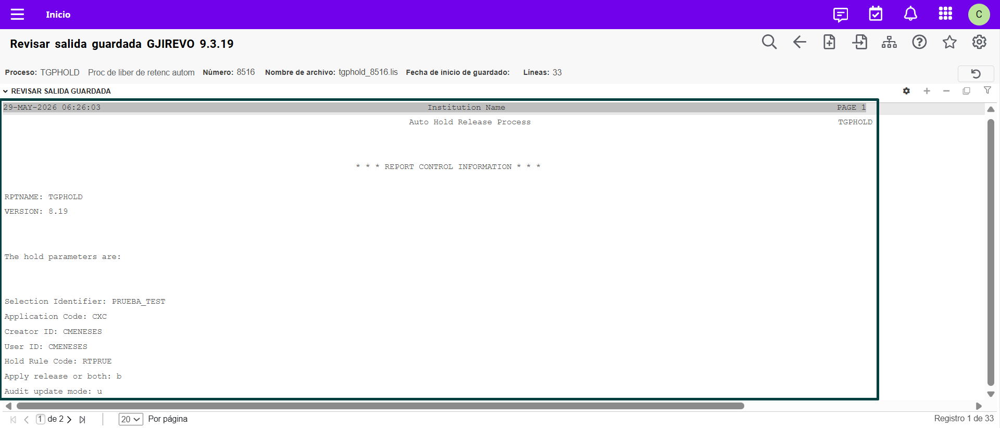 Inicio
C
Revisar salida guardada GJIREVO 9.3.19
Proceso: TGPHOLD Proc de liber de retenc autom Número: 8516 Nombre de archivo: tgphold_8516.lis Fecha de inicio de guardado: Líneas: 33
REVISAR SALIDA GUARDADA
29-MAY-2026 06:26:03 Institution Name PAGE 1
Auto Hold Release Process TGPHOLD
* * * REPORT CONTROL INFORMATION * * *
RPTNAME: TGPHOLD
VERSION: 8.19
The hold parameters are:
Selection Identifier: PRUEBA_TEST
Application Code: CXC
Creator ID: CMENESES
User ID: CMENESES
Hold Rule Code: RTPRUE
Apply release or both: b
Audit update mode: u
1 de 2 20 Por página Registro 1 de 33